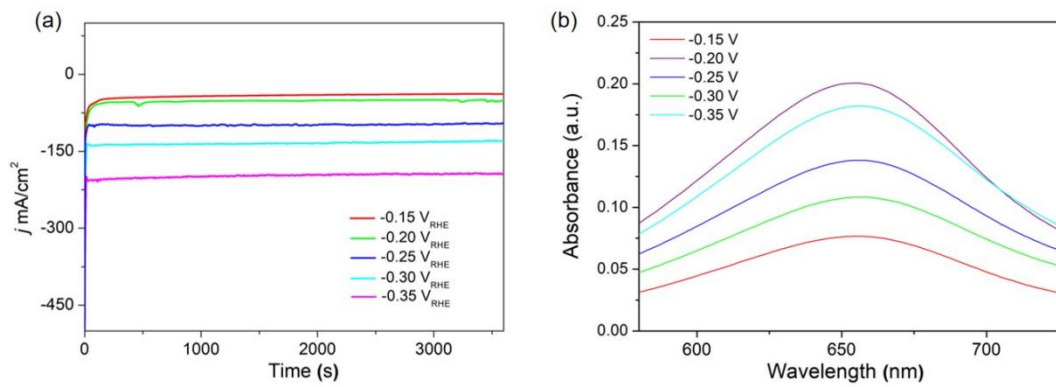 (a)
j mA/cm²
0
-150
-300
-450
0
1000
2000
3000
Time (s)
-0.15 V_RHE
-0.20 V_RHE
-0.25 V_RHE
-0.30 V_RHE
-0.35 V_RHE
(b)
Absorbance (a.u.)
0.25
0.20
0.15
0.10
0.05
0.00
600
650
700
Wavelength (nm)
-0.15 V
-0.20 V
-0.25 V
-0.30 V
-0.35 V